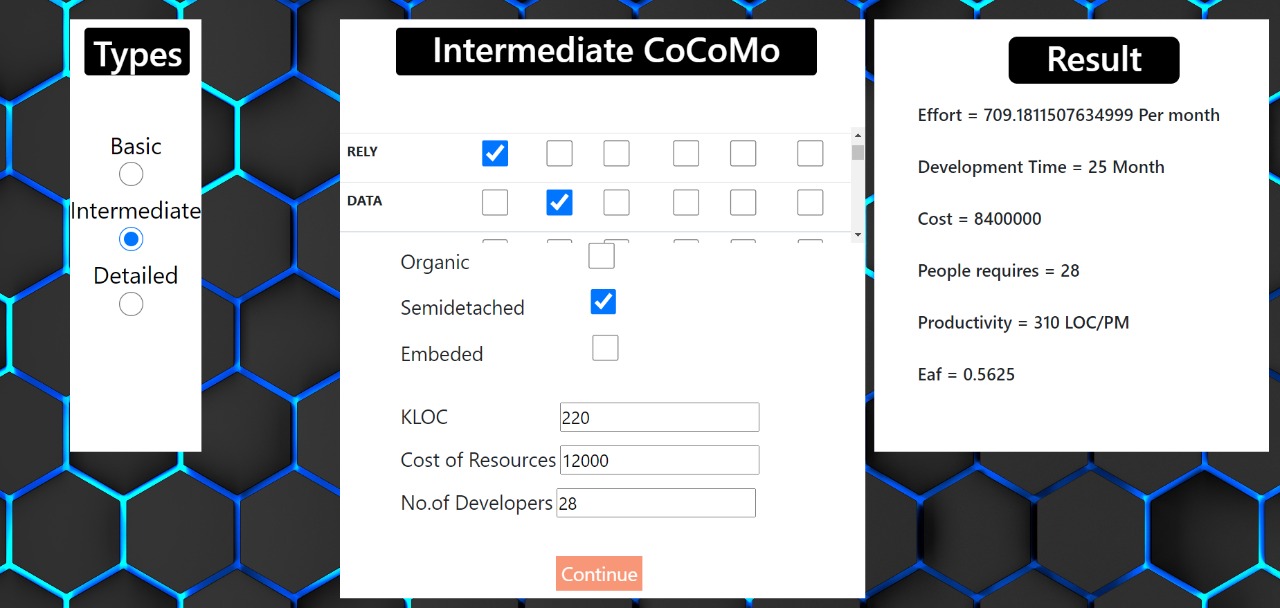 Types
Basic
Intermediate
Detailed
Intermediate CoCoMo
RELY
DATA
Organic
Semidetached
Embeded
KLOC 220
Cost of Resources 12000
No.of Developers 28
Continue
Result
Effort = 709.1811507634999 Per month
Development Time = 25 Month
Cost = 8400000
People requires = 28
Productivity = 310 LOC/PM
Eaf = 0.5625